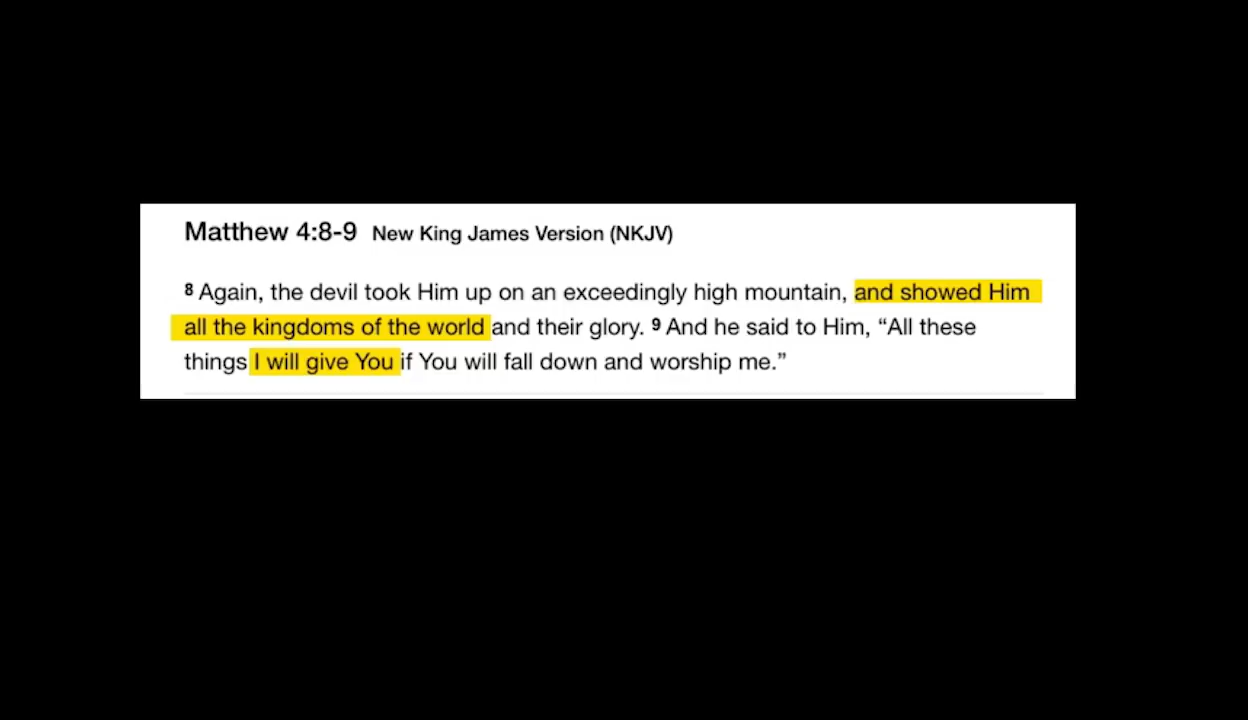 Matthew 4:8-9 New King James Version (NKJV)
8 Again, the devil took Him up on an exceedingly high mountain, and showed Him
all the kingdoms of the world and their glory. 9 And he said to Him, “All these
things I will give You if You will fall down and worship me.”